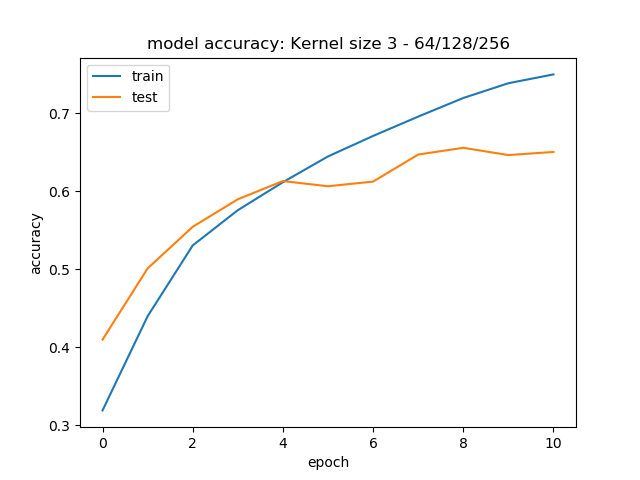 model accuracy: Kernel size 3 - 64/128/256
train
test
accuracy
0.7
0.6
0.5
0.4
0.3
0 2 4 6 8 10
epoch